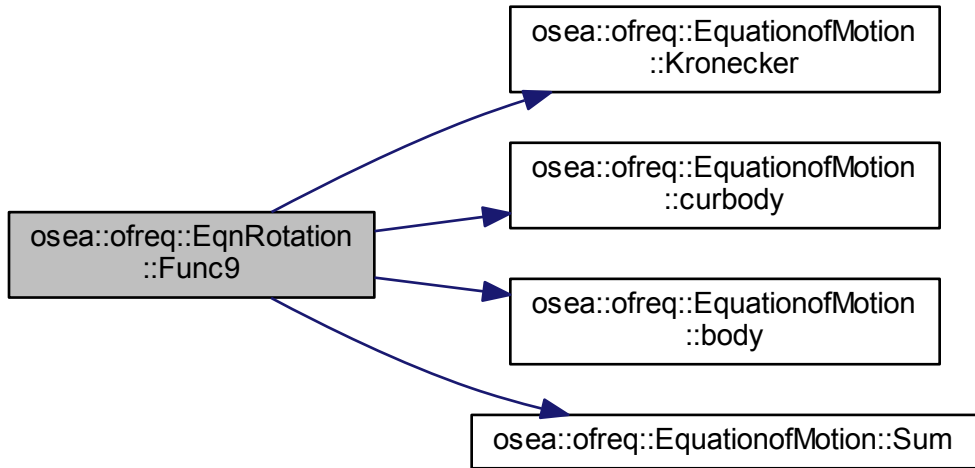 osea::ofreq::EquationofMotion
::Kronecker
osea::ofreq::EquationofMotion
::curbody
osea::ofreq::EqnRotation
::Func9
osea::ofreq::EquationofMotion
::body
osea::ofreq::EquationofMotion::Sum